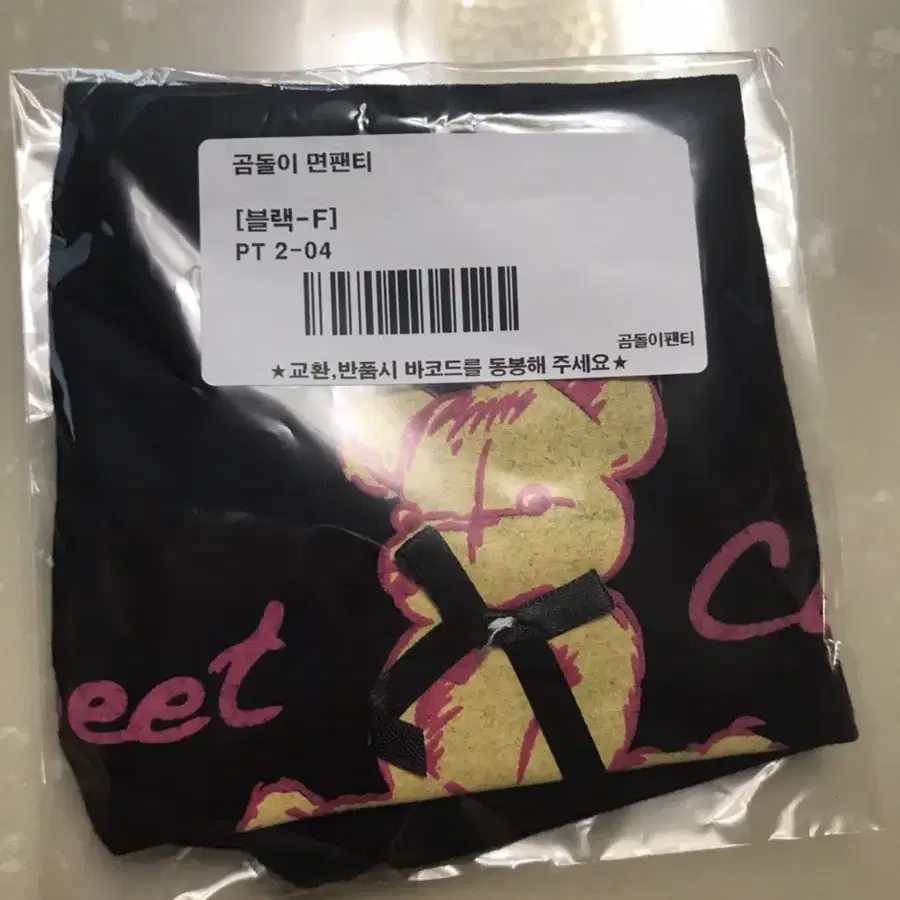 곰돌이 면팬티
[블랙-F]
PT 2-04
곰돌이팬티
★교환,반품시 바코드를 동봉해 주세요★
eet C